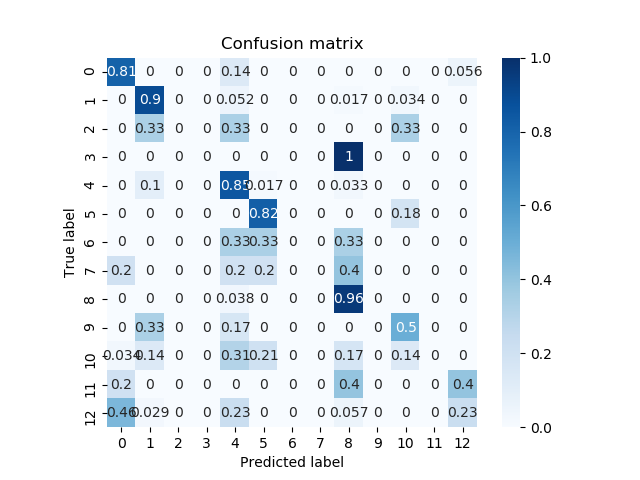 Confusion matrix
True label
0 0.81 0 0 0 0.14 0 0 0 0 0 0 0 0.056
1 0 0.9 0 0 0.052 0 0 0 0.017 0 0.034 0 0
2 0 0.33 0 0 0.33 0 0 0 0 0 0.33 0 0
3 0 0 0 0 0 0 0 0 1 0 0 0 0
4 0 0.1 0 0 0.85 0.017 0 0 0.033 0 0 0 0
5 0 0 0 0 0 0.82 0 0 0 0 0.18 0 0
6 0 0 0 0 0.33 0.33 0 0 0.33 0 0 0 0
7 0.2 0 0 0 0.2 0.2 0 0 0.4 0 0 0 0
8 0 0 0 0 0.038 0 0 0 0.96 0 0 0 0
9 0 0.33 0 0 0.17 0 0 0 0 0 0.5 0 0
10 0.034 0.14 0 0 0.31 0.21 0 0 0.17 0 0.14 0 0
11 0.2 0 0 0 0 0 0 0 0.4 0 0 0 0.4
12 0.46 0.029 0 0 0.23 0 0 0 0.057 0 0 0 0.23
0 1 2 3 4 5 6 7 8 9 10 11 12
Predicted label
1.0
0.8
0.6
0.4
0.2
0.0